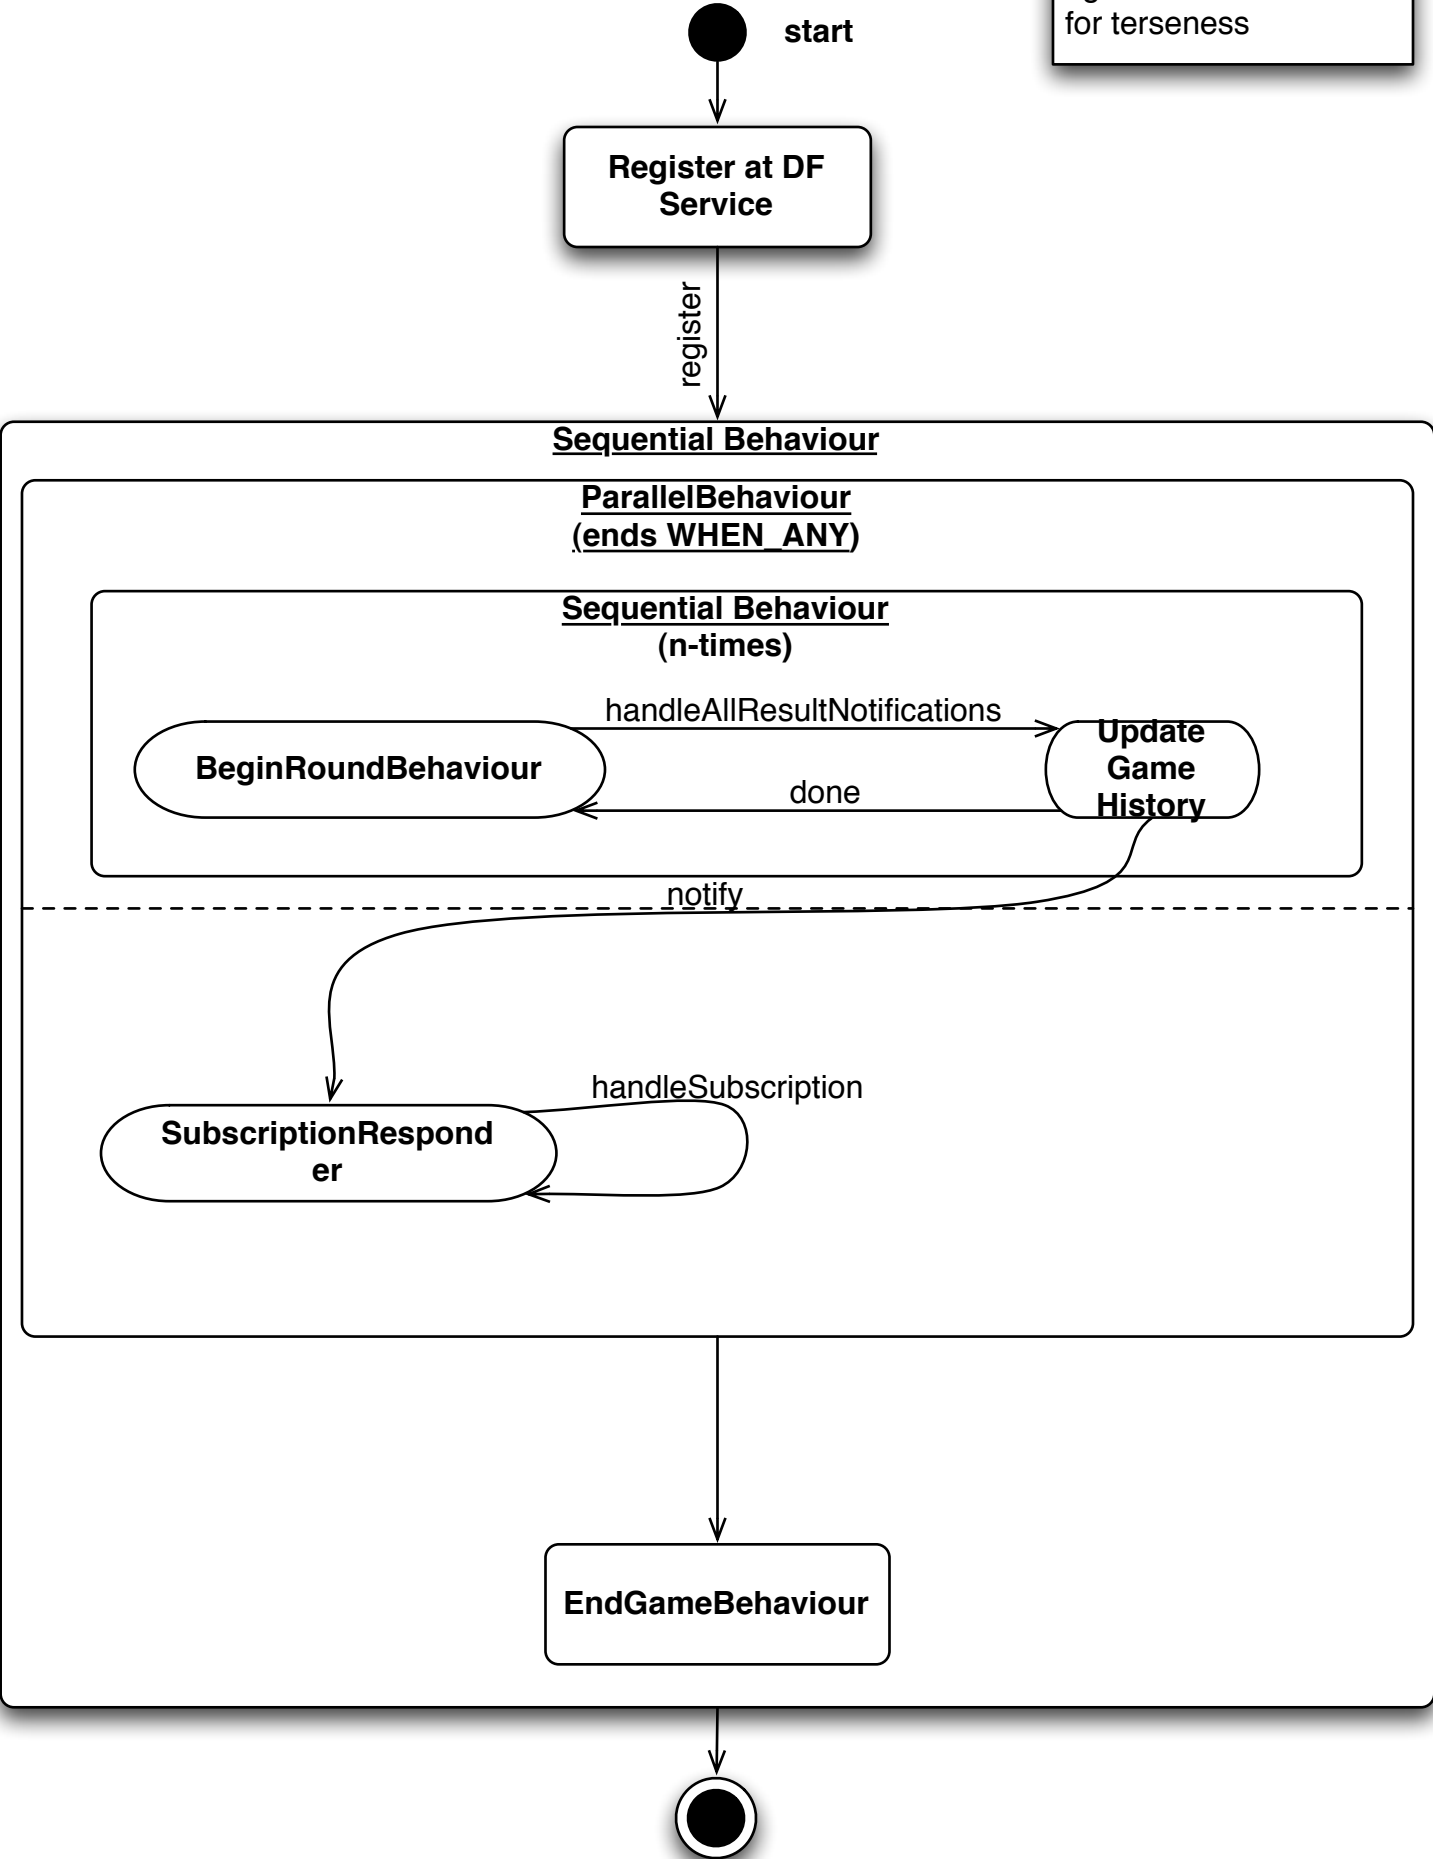 start
for terseness
Register at DF
Service
register
Sequential Behaviour
ParallelBehaviour
(ends WHEN_ANY)
Sequential Behaviour
(n-times)
handleAllResultNotifications
BeginRoundBehaviour
Update
Game
History
done
notify
handleSubscription
SubscriptionRespond
er
EndGameBehaviour